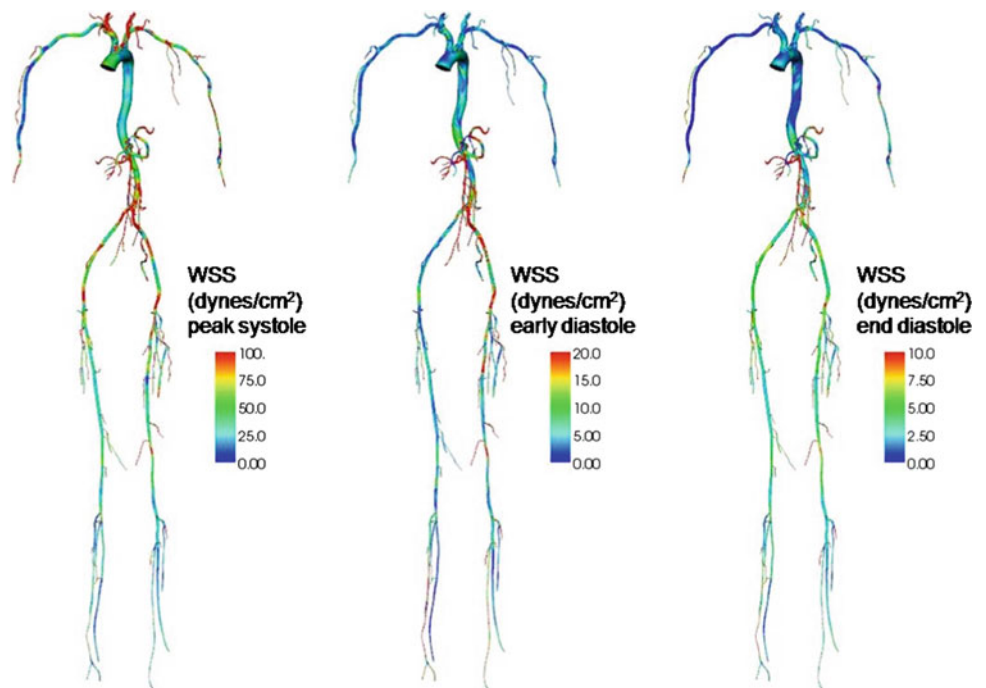 WSS
(dynes/cm²)
peak systole
100.
75.0
50.0
25.0
0.00
WSS
(dynes/cm²)
early diastole
20.0
15.0
10.0
5.00
0.00
WSS
(dynes/cm²)
end diastole
10.0
7.50
5.00
2.50
0.00